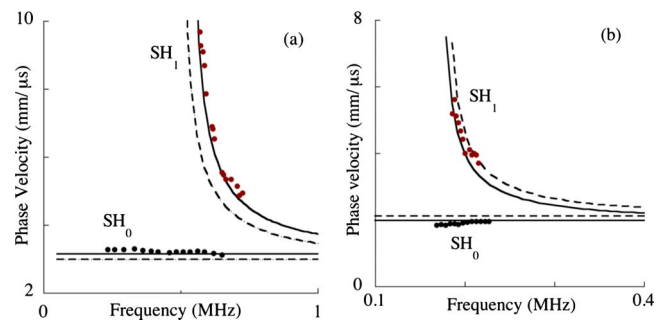 10
(a)
SH1
SH0
Phase Velocity (mm/μs)
2
Frequency (MHz)
1
8
(b)
SH1
SH0
Phase Velocity (mm/μs)
0
0.1
Frequency (MHz)
0.4